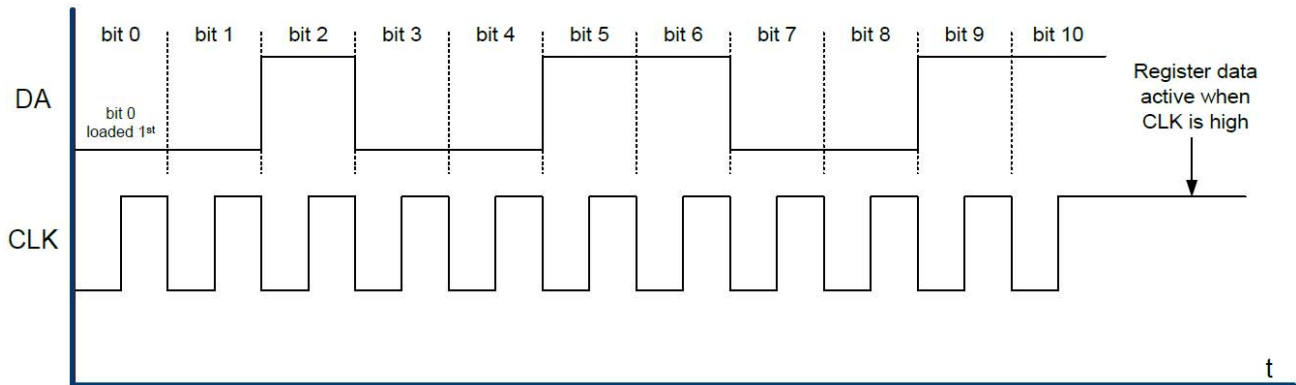 bit 0 bit 1 bit 2 bit 3 bit 4 bit 5 bit 6 bit 7 bit 8 bit 9 bit 10
DA
bit 0
loaded 1st
Register data
active when
CLK is high
CLK
t